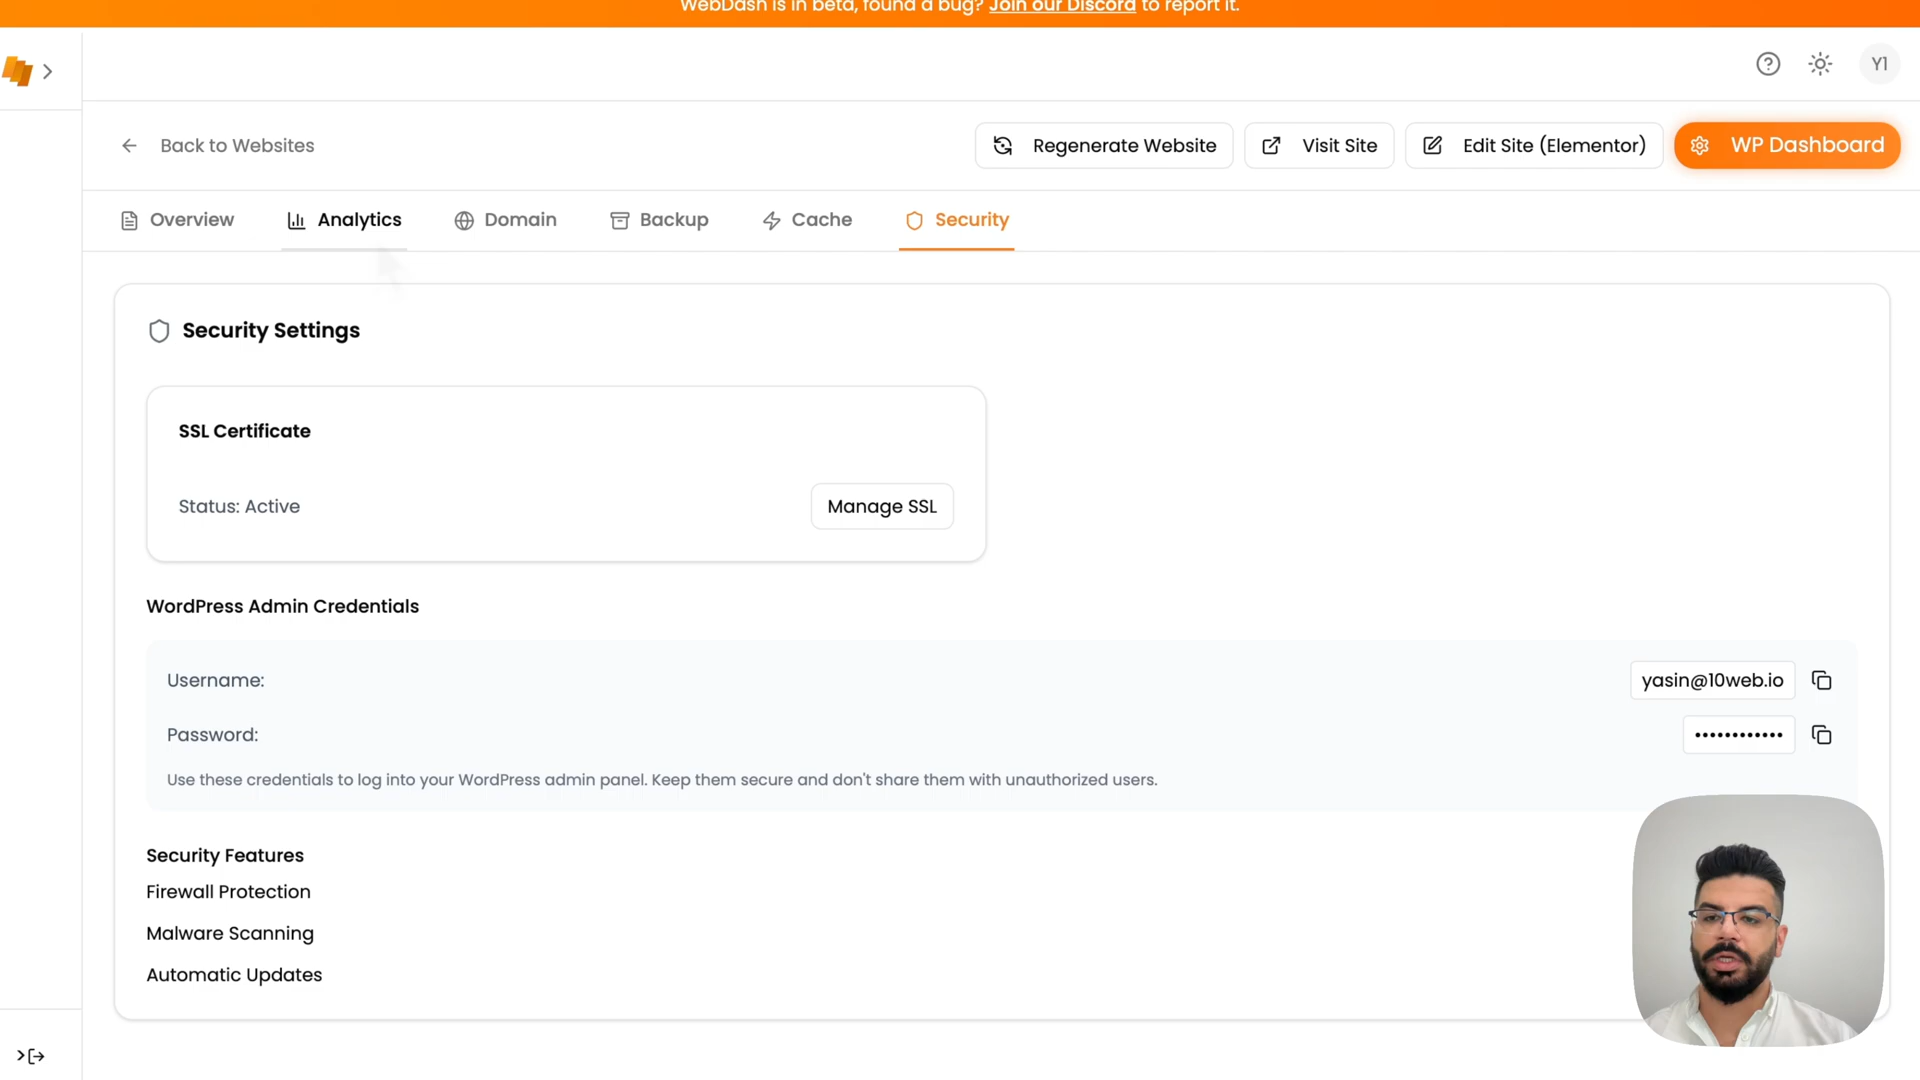 WebDash is in beta, found a bug? Join our Discord to report it.
Y1
Back to Websites
Regenerate Website
Visit Site
Edit Site (Elementor)
WP Dashboard
Overview
Analytics
Domain
Backup
Cache
Security
Security Settings
SSL Certificate
Status: Active
Manage SSL
WordPress Admin Credentials
Username:
yasin@10web.io
Password:
••••••••••••
Use these credentials to log into your WordPress admin panel. Keep them secure and don't share them with unauthorized users.
Security Features
Firewall Protection
Malware Scanning
Automatic Updates